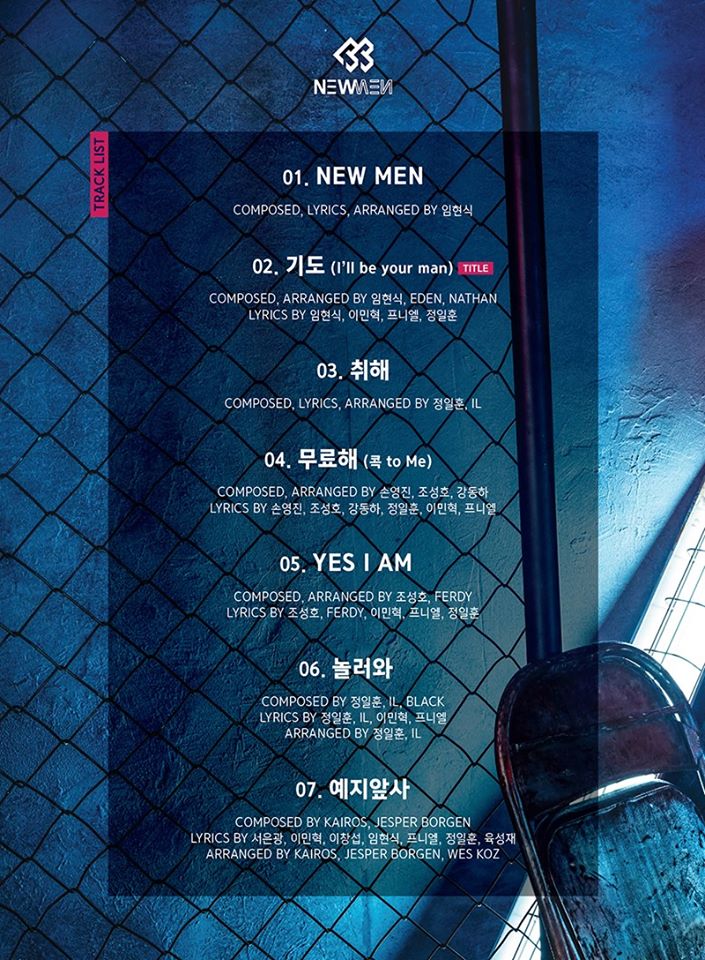 NEWMEN
TRACK LIST
01. NEW MEN
COMPOSED, LYRICS, ARRANGED BY 임현식
02. 기도 (I'll be your man) TITLE
COMPOSED, ARRANGED BY 임현식, EDEN, NATHAN
LYRICS BY 임현식, 이민혁, 프니엘, 정일훈
03. 취해
COMPOSED, LYRICS, ARRANGED BY 정일훈, IL
04. 무료해 (콕 to Me)
COMPOSED, ARRANGED BY 손영진, 조성호, 강동하
LYRICS BY 손영진, 조성호, 강동하, 정일훈, 이민혁, 프니엘
05. YES I AM
COMPOSED, ARRANGED BY 조성호, FERDY
LYRICS BY 조성호, FERDY, 이민혁, 프니엘, 정일훈
06. 놀러와
COMPOSED BY 정일훈, IL, BLACK
LYRICS BY 정일훈, IL, 이민혁, 프니엘
ARRANGED BY 정일훈, IL
07. 예지앞사
COMPOSED BY KAIROS, JESPER BORGEN
LYRICS BY 서은광, 이민혁, 이창섭, 임현식, 프니엘, 정일훈, 육성재
ARRANGED BY KAIROS, JESPER BORGEN, WES KOZ